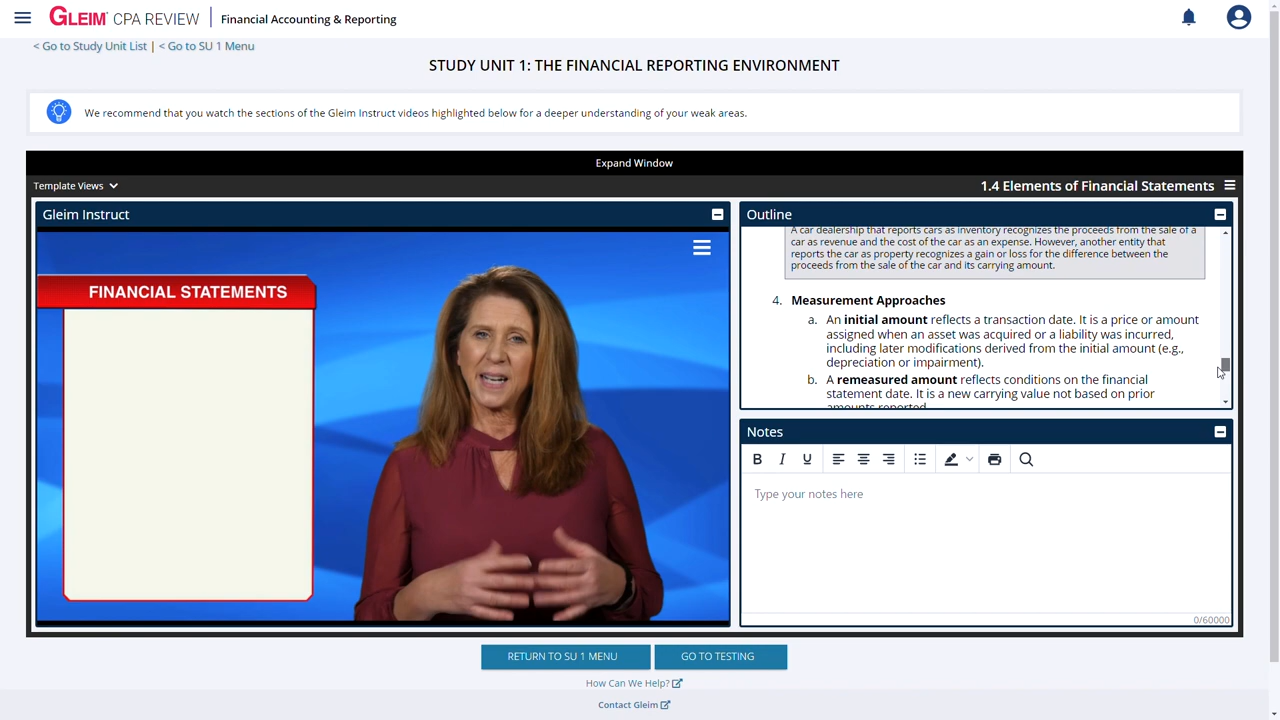 GLEIM CPA REVIEW
Financial Accounting & Reporting
< Go to Study Unit List | < Go to SU 1 Menu
STUDY UNIT 1: THE FINANCIAL REPORTING ENVIRONMENT
We recommend that you watch the sections of the Gleim Instruct videos highlighted below for a deeper understanding of your weak areas.
Expand Window
Template Views
1.4 Elements of Financial Statements
Gleim Instruct
FINANCIAL STATEMENTS
Outline
A car dealership that reports cars as inventory recognizes the proceeds from the sale of a
car as revenue and the cost of the car as an expense. However, another entity that
reports the car as property recognizes a gain or loss for the difference between the
proceeds from the sale of the car and its carrying amount.
4. Measurement Approaches
a. An initial amount reflects a transaction date. It is a price or amount
assigned when an asset was acquired or a liability was incurred,
including later modifications derived from the initial amount (e.g.,
depreciation or impairment).
b. A remeasured amount reflects conditions on the financial
statement date. It is a new carrying value not based on prior
amounts reported.
Notes
B I U
Type your notes here
0/60000
RETURN TO SU 1 MENU
GO TO TESTING
How Can We Help?
Contact Gleim